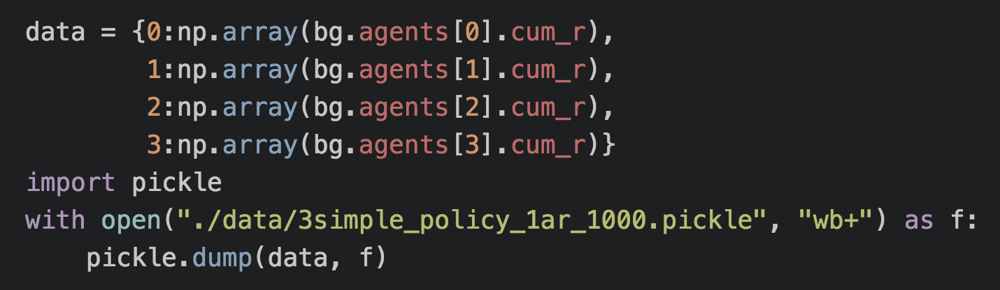 data = {0:np.array(bg.agents[0].cum_r),
        1:np.array(bg.agents[1].cum_r),
        2:np.array(bg.agents[2].cum_r),
        3:np.array(bg.agents[3].cum_r)}
import pickle
with open("./data/3simple_policy_1ar_1000.pickle", "wb+") as f:
    pickle.dump(data, f)